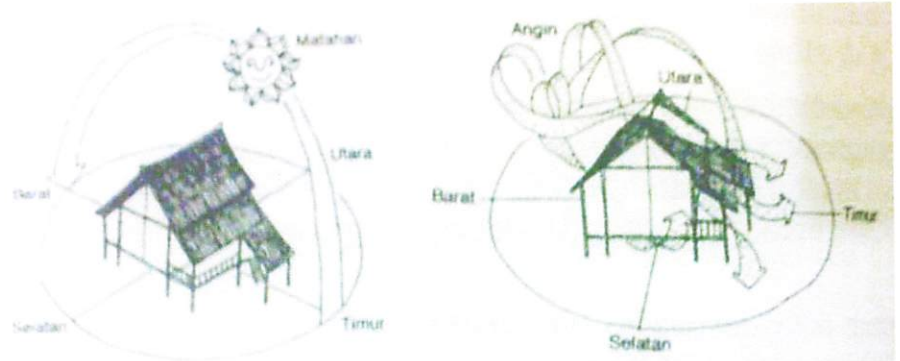 Matahari
Utara
Barat
Selatan
Timur
Angin
Utara
Barat
Timur
Selatan